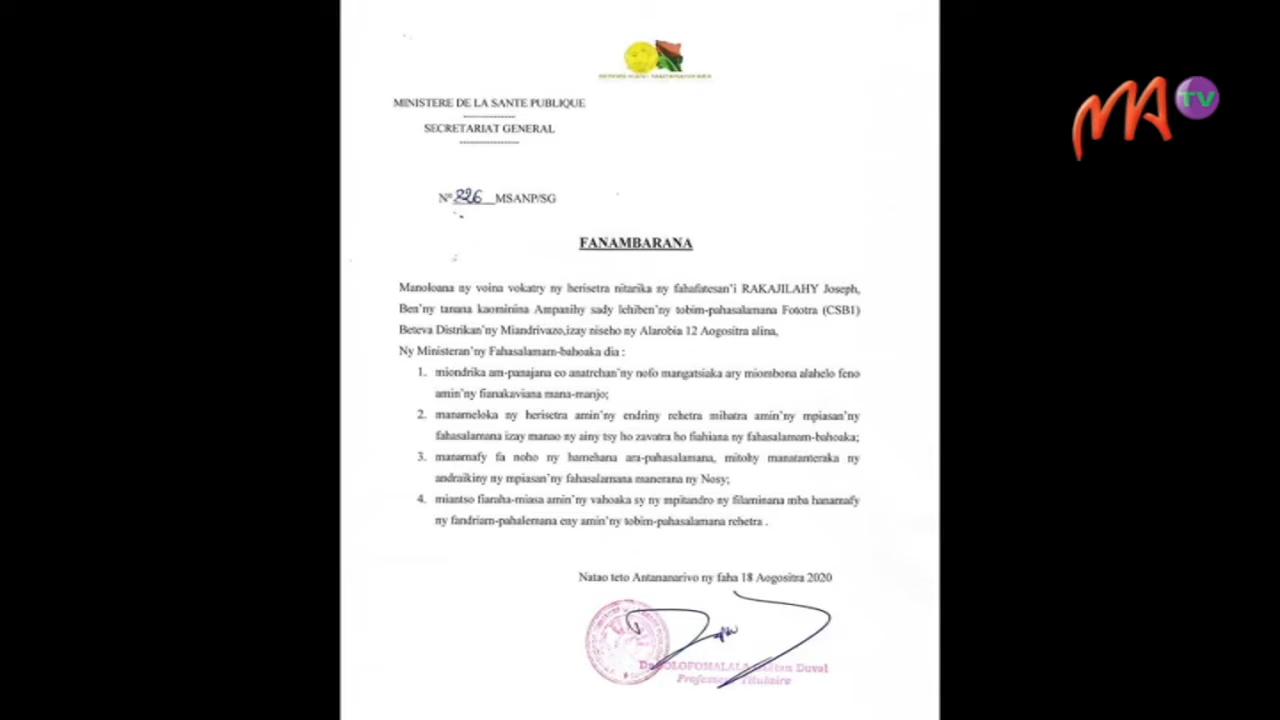 MA TV
MINISTERE DE LA SANTE PUBLIQUE
SECRETARIAT GENERAL
N° 826 MSANP/SG
FANAMBARANA
Manoloana ny voina vokatry ny herisetra nitarika ny fahafatesan'i RAKAJILAHY Joseph,
Ben'ny tanana kaominina Ampanihy sady lehiben'ny tobim-pahasalamana Fototra (CSB1)
Beteva Distrikan'ny Miandrivazo,izay niseho ny Alarobia 12 Aogositra alina,
Ny Ministeran'ny Fahasalamam-bahoaka dia :
1. miondrika am-panajana eo anatrehan'ny nofo mangatsiaka ary miombona alahelo feno
amin'ny fianakaviana mana-manjo;
2. manameloka ny herisetra amin'ny endriny rehetra mihatra amin'ny mpiasan'ny
fahasalamana izay manao ny ainy tsy ho zavatra ho fiahiana ny fahasalamam-bahoaka;
3. manamafy fa noho ny hamehana ara-pahasalamana, mitohy manatanteraka ny
andraikiny ny mpiasan'ny fahasalamana manerana ny Nosy;
4. miantso fiaraha-miasa amin'ny vahoaka sy ny mpitandro ny filaminana mba hanamafy
ny fandriam-pahalemana eny amin'ny tobim-pahasalamana rehetra .
Natao teto Antananarivo ny faha 18 Aogositra 2020
Duval
Professeur Titulaire